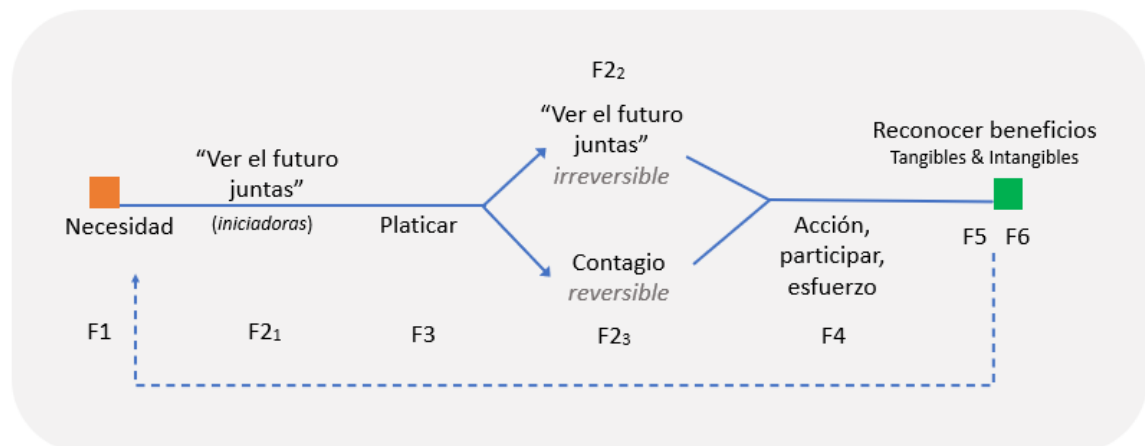 F2₂
“Ver el futuro
juntas”
irreversible
Reconocer beneficios
Tangibles & Intangibles
“Ver el futuro
juntas”
(iniciadoras)
Necesidad
Platicar
Contagio
reversible
Acción,
participar,
esfuerzo
F5 F6
F1
F2₁
F3
F2₃
F4